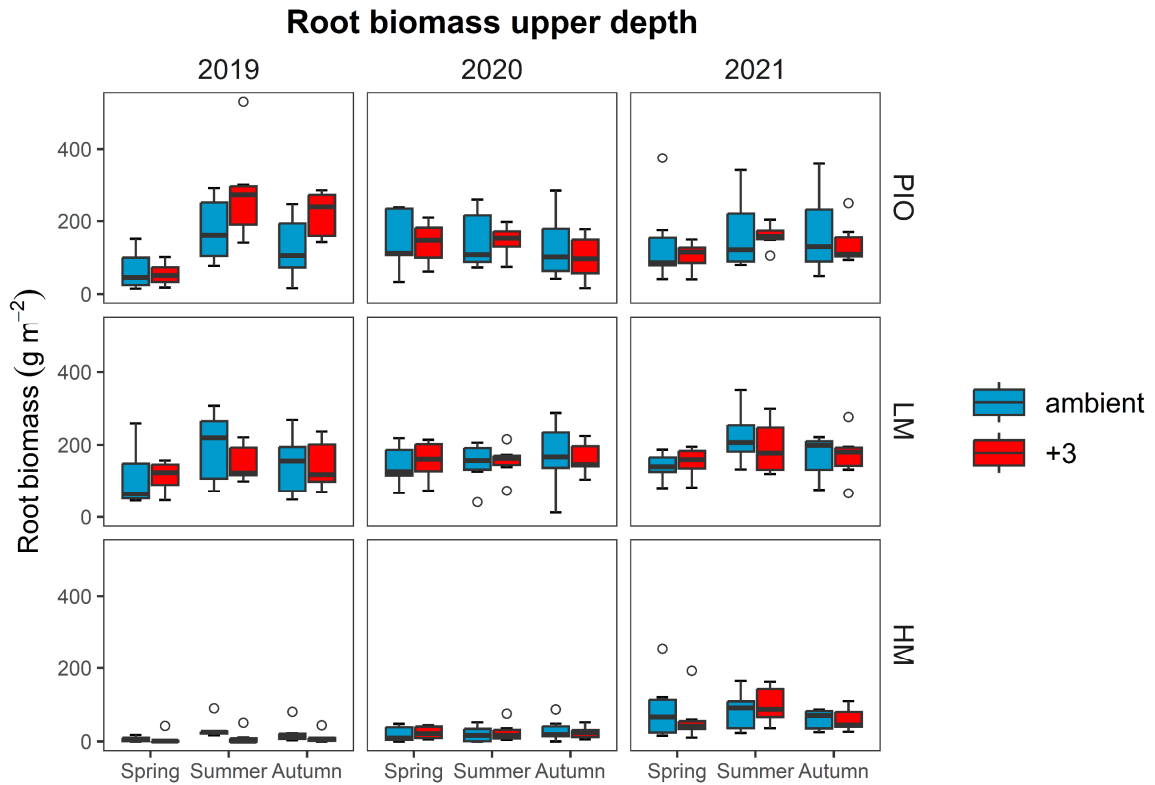 Root biomass upper depth
2019 2020 2021
Root biomass (g m−2)
400
200
0
PIO
400
200
0
LM
400
200
0
HM
Spring Summer Autumn Spring Summer Autumn Spring Summer Autumn
ambient
+3